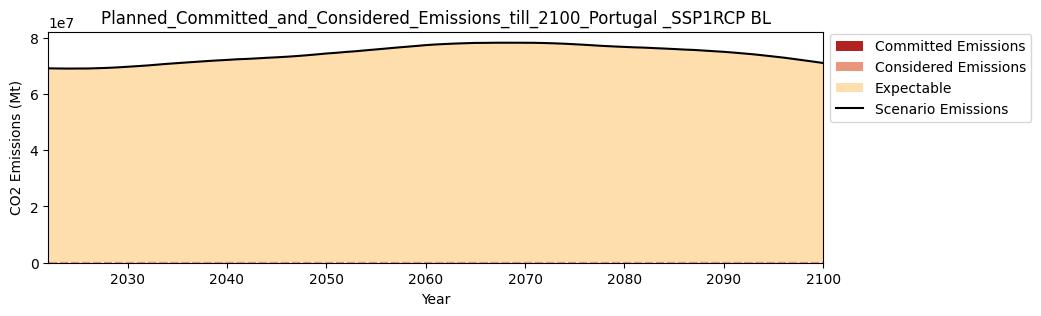 Planned_Committed_and_Considered_Emissions_till_2100_Portugal _SSP1RCP BL
1e7
8
6
4
2
0
CO2 Emissions (Mt)
2030 2040 2050 2060 2070 2080 2090 2100
Year
Committed Emissions
Considered Emissions
Expectable
Scenario Emissions